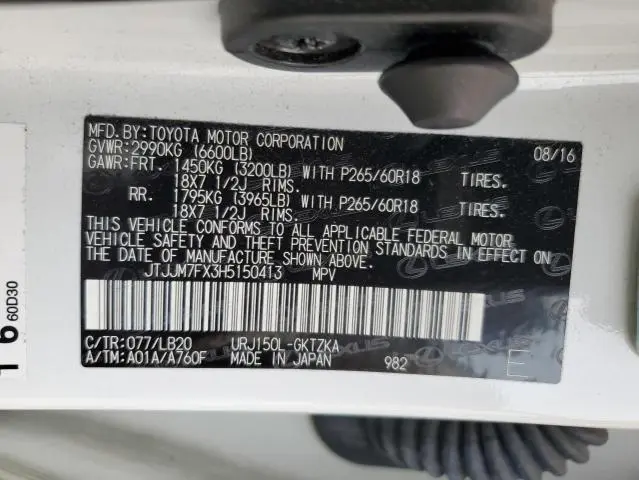 MFD.BY:TOYOTA MOTOR CORPORATION 08/16
GVWR:2990KG (6600LB)
GAWR:FRT. 1450KG (3200LB) WITH P265/60R18 TIRES.
18X7 1/2J RIMS.
RR. 1795KG (3965LB) WITH P265/60R18 TIRES.
18X7 1/2J RIMS.
THIS VEHICLE CONFORMS TO ALL APPLICABLE FEDERAL MOTOR
VEHICLE SAFETY AND THEFT PREVENTION STANDARDS IN EFFECT ON
THE DATE OF MANUFACTURE SHOWN ABOVE.
JTJJM7FX3H5150413 MPV
C/TR:077/LB20 URJ150L-GKTZKA
A/TM:A01A/A760F MADE IN JAPAN 982 E
60D30
LEXUS